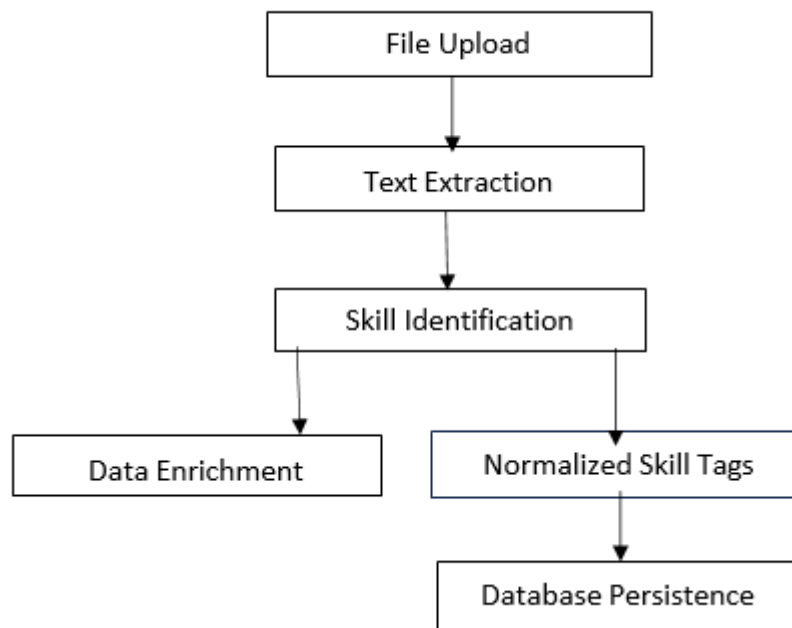 File Upload
Text Extraction
Skill Identification
Data Enrichment
Normalized Skill Tags
Database Persistence